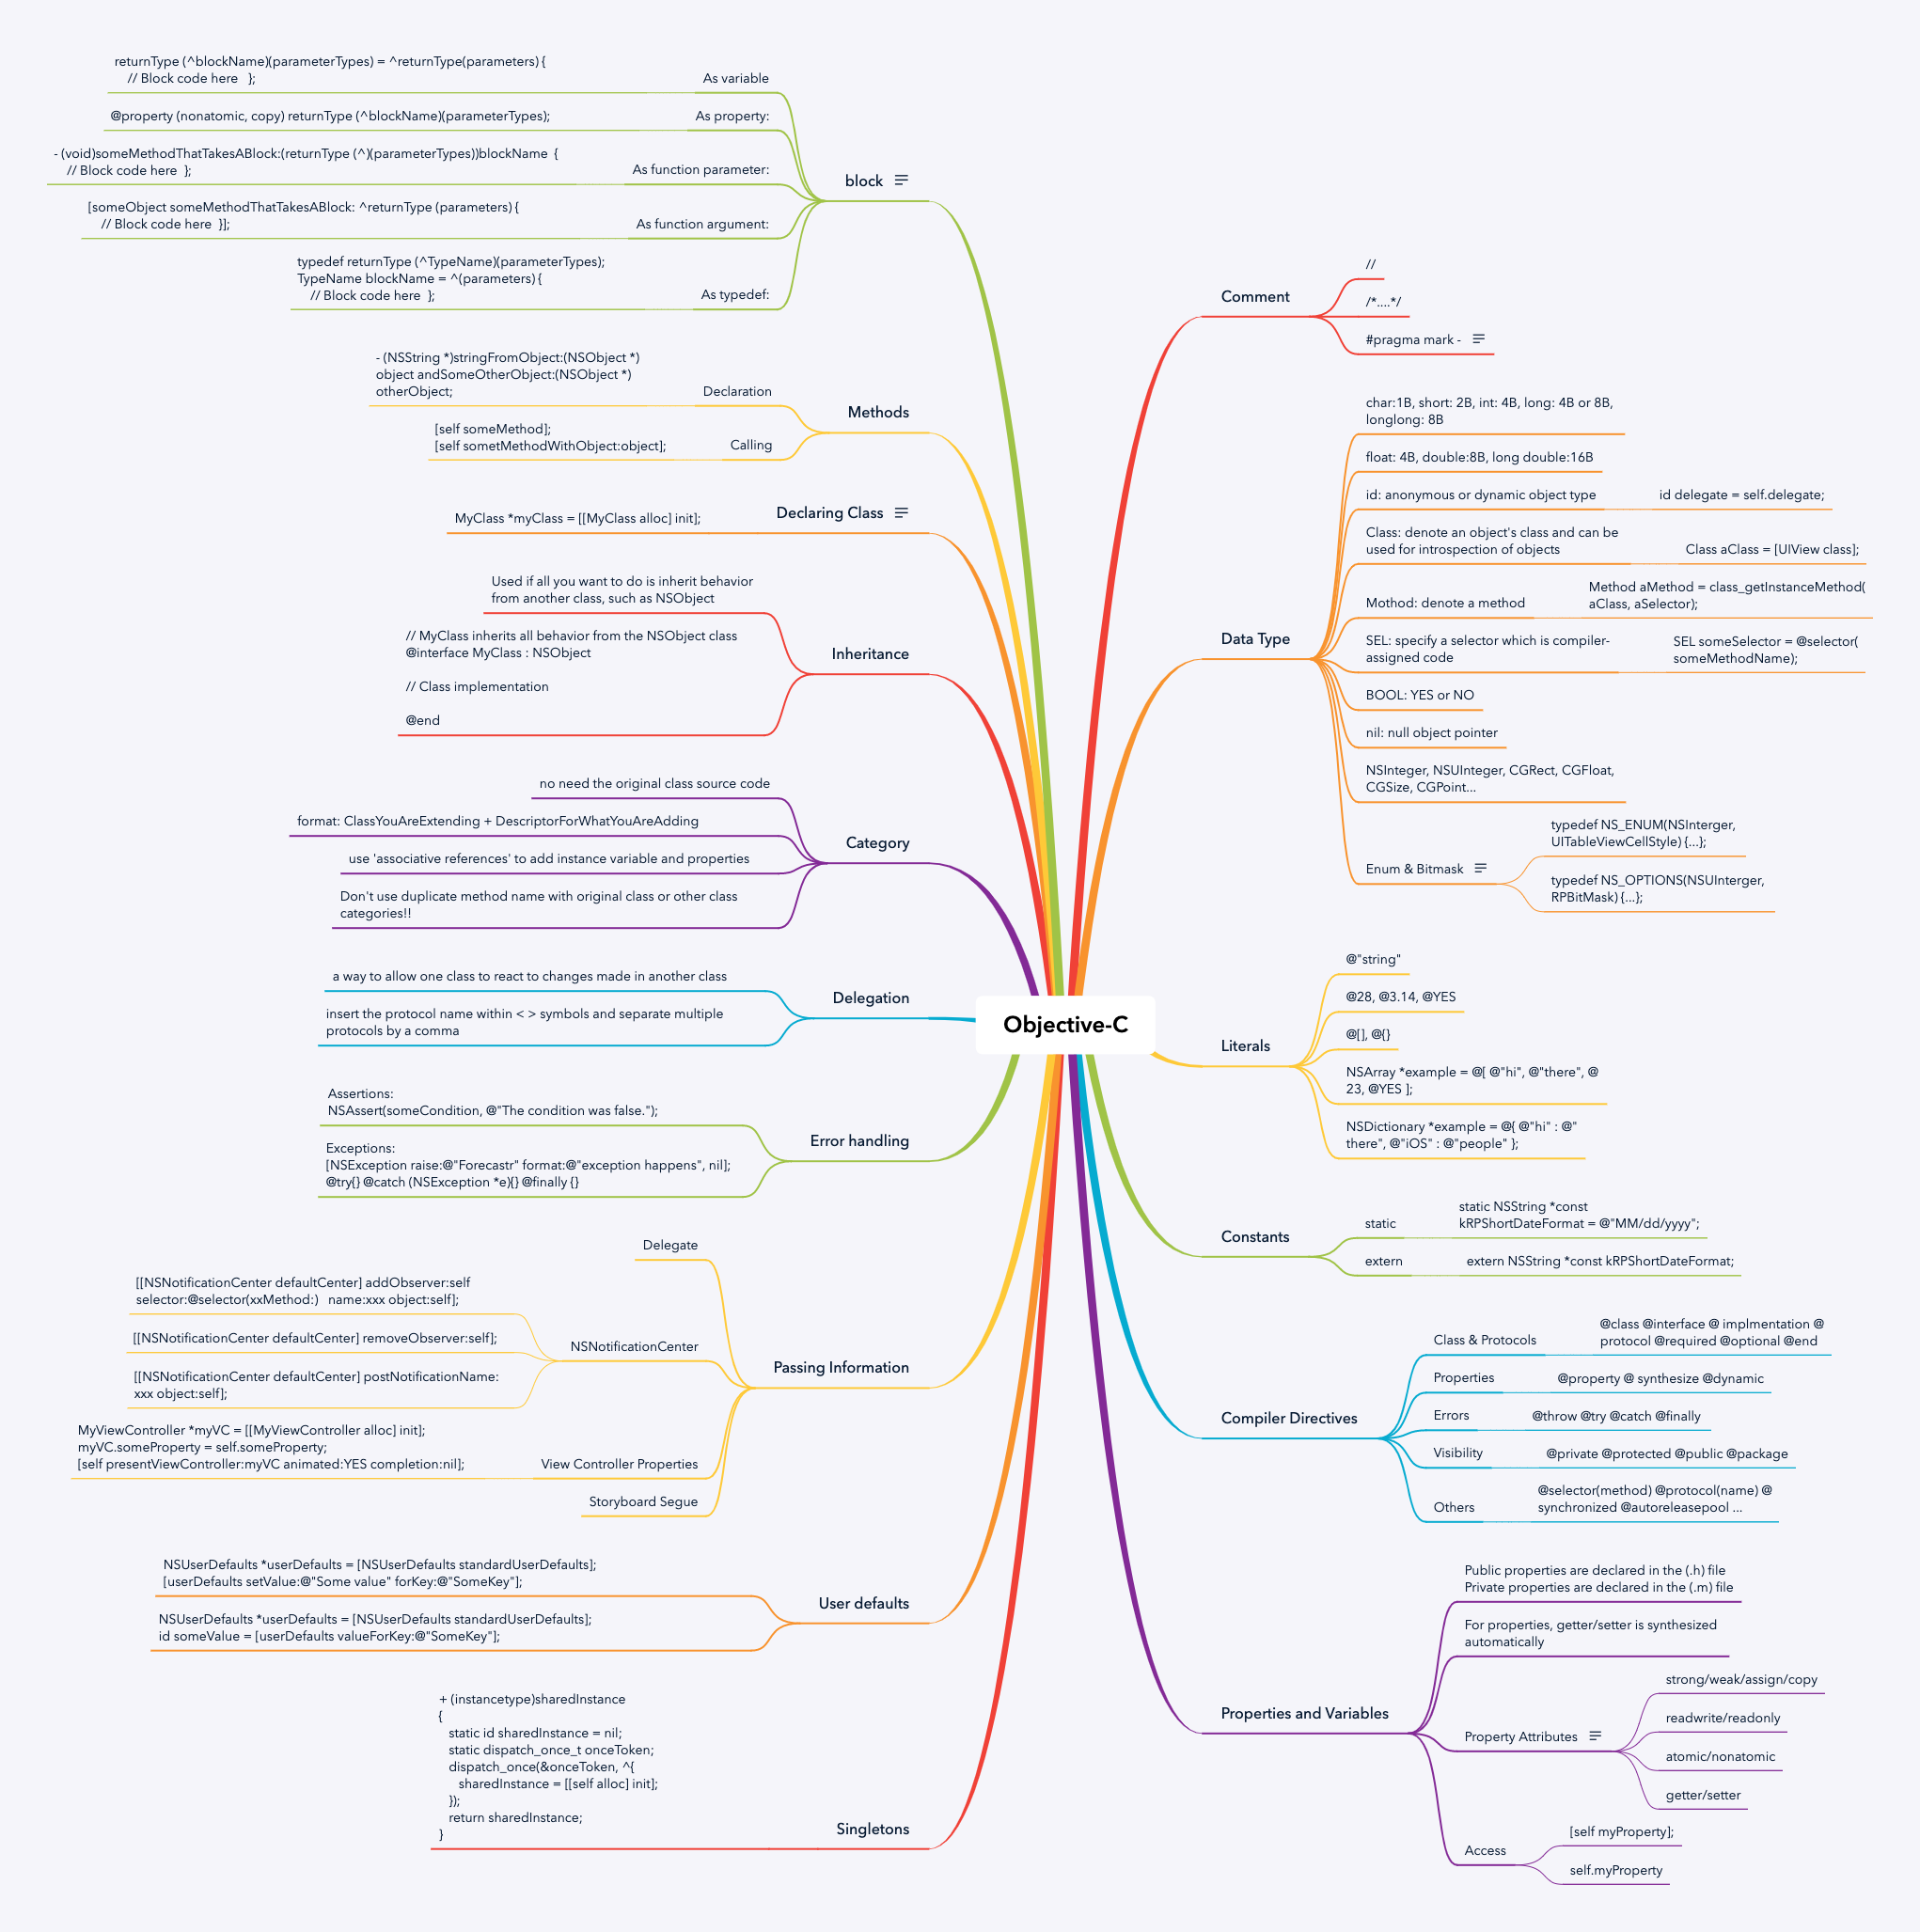 Objective-C
Comment
//
/*....*/
#pragma mark -
Data Type
char:1B, short: 2B, int: 4B, long: 4B or 8B,
longlong: 8B
float: 4B, double:8B, long double:16B
id: anonymous or dynamic object type
id delegate = self.delegate;
Class: denote an object's class and can be
used for introspection of objects
Class aClass = [UIView class];
Mothod: denote a method
Method aMethod = class_getInstanceMethod(
aClass, aSelector);
SEL: specify a selector which is compiler-
assigned code
SEL someSelector = @selector(
someMethodName);
BOOL: YES or NO
nil: null object pointer
NSInteger, NSUInteger, CGRect, CGFloat,
CGSize, CGPoint...
Enum & Bitmask
typedef NS_ENUM(NSInterger,
UITableViewCellStyle) {...};
typedef NS_OPTIONS(NSUInterger,
RPBitMask) {...};
Literals
@"string"
@28, @3.14, @YES
@[], @{}
NSArray *example = @[ @"hi", @"there", @
23, @YES ];
NSDictionary *example = @{ @"hi" : @"
there", @"iOS" : @"people" };
Constants
static
static NSString *const
kRPShortDateFormat = @"MM/dd/yyyy";
extern
extern NSString *const kRPShortDateFormat;
Compiler Directives
Class & Protocols
@class @interface @ implmentation @
protocol @required @optional @end
Properties
@property @ synthesize @dynamic
Errors
@throw @try @catch @finally
Visibility
@private @protected @public @package
Others
@selector(method) @protocol(name) @
synchronized @autoreleasepool ...
Properties and Variables
Public properties are declared in the (.h) file
Private properties are declared in the (.m) file
For properties, getter/setter is synthesized
automatically
Property Attributes
strong/weak/assign/copy
readwrite/readonly
atomic/nonatomic
getter/setter
Access
[self myProperty];
self.myProperty
block
As variable
returnType (^blockName)(parameterTypes) = ^returnType(parameters) {
// Block code here };
As property:
@property (nonatomic, copy) returnType (^blockName)(parameterTypes);
As function parameter:
- (void)someMethodThatTakesABlock:(returnType (^)(parameterTypes))blockName {
// Block code here };
As function argument:
[someObject someMethodThatTakesABlock: ^returnType (parameters) {
// Block code here }];
As typedef:
typedef returnType (^TypeName)(parameterTypes);
TypeName blockName = ^(parameters) {
// Block code here };
Methods
Declaration
- (NSString *)stringFromObject:(NSObject *)
object andSomeOtherObject:(NSObject *)
otherObject;
Calling
[self someMethod];
[self sometMethodWithObject:object];
Declaring Class
MyClass *myClass = [[MyClass alloc] init];
Inheritance
Used if all you want to do is inherit behavior
from another class, such as NSObject
// MyClass inherits all behavior from the NSObject class
@interface MyClass : NSObject
// Class implementation
@end
Category
no need the original class source code
format: ClassYouAreExtending + DescriptorForWhatYouAreAdding
use 'associative references' to add instance variable and properties
Don't use duplicate method name with original class or other class
categories!!
Delegation
a way to allow one class to react to changes made in another class
insert the protocol name within < > symbols and separate multiple
protocols by a comma
Error handling
Assertions:
NSAssert(someCondition, @"The condition was false.");
Exceptions:
[NSException raise:@"Forecastr" format:@"exception happens", nil];
@try{} @catch (NSException *e){} @finally {}
Passing Information
Delegate
NSNotificationCenter
[[NSNotificationCenter defaultCenter] addObserver:self
selector:@selector(xxMethod:) name:xxx object:self];
[[NSNotificationCenter defaultCenter] removeObserver:self];
[[NSNotificationCenter defaultCenter] postNotificationName:
xxx object:self];
View Controller Properties
MyViewController *myVC = [[MyViewController alloc] init];
myVC.someProperty = self.someProperty;
[self presentViewController:myVC animated:YES completion:nil];
Storyboard Segue
User defaults
NSUserDefaults *userDefaults = [NSUserDefaults standardUserDefaults];
[userDefaults setValue:@"Some value" forKey:@"SomeKey"];
NSUserDefaults *userDefaults = [NSUserDefaults standardUserDefaults];
id someValue = [userDefaults valueForKey:@"SomeKey"];
Singletons
+ (instancetype)sharedInstance
{
static id sharedInstance = nil;
static dispatch_once_t onceToken;
dispatch_once(&onceToken, ^{
sharedInstance = [[self alloc] init];
});
return sharedInstance;
}